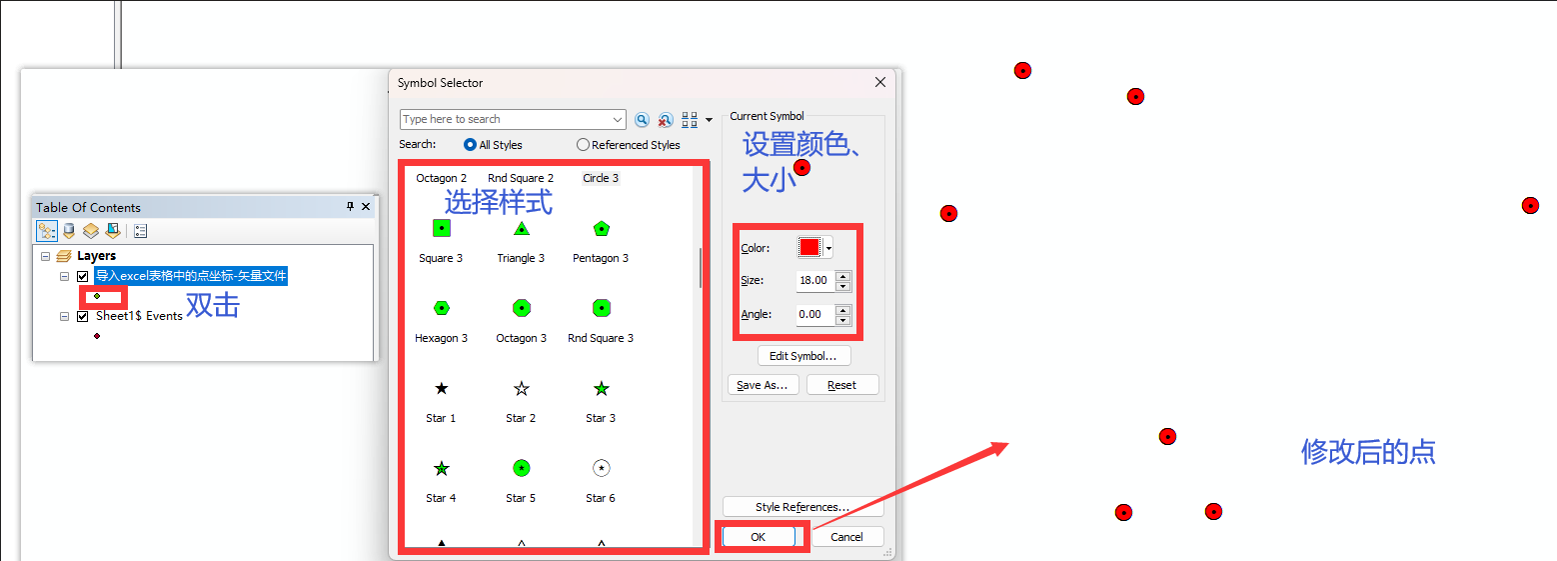 Table Of Contents
Layers
导入excel表格中的点坐标-矢量文件
双击
Sheet1$ Events
Symbol Selector
Type here to search
Search:
All Styles
Referenced Styles
Octagon 2
Rnd Square 2
Circle 3
选择样式
Square 3
Triangle 3
Pentagon 3
Hexagon 3
Octagon 3
Rnd Square 3
Star 1
Star 2
Star 3
Star 4
Star 5
Star 6
Current Symbol
设置颜色、
大小
Color:
Size:
18.00
Angle:
0.00
Edit Symbol...
Save As...
Reset
Style References...
OK
Cancel
修改后的点